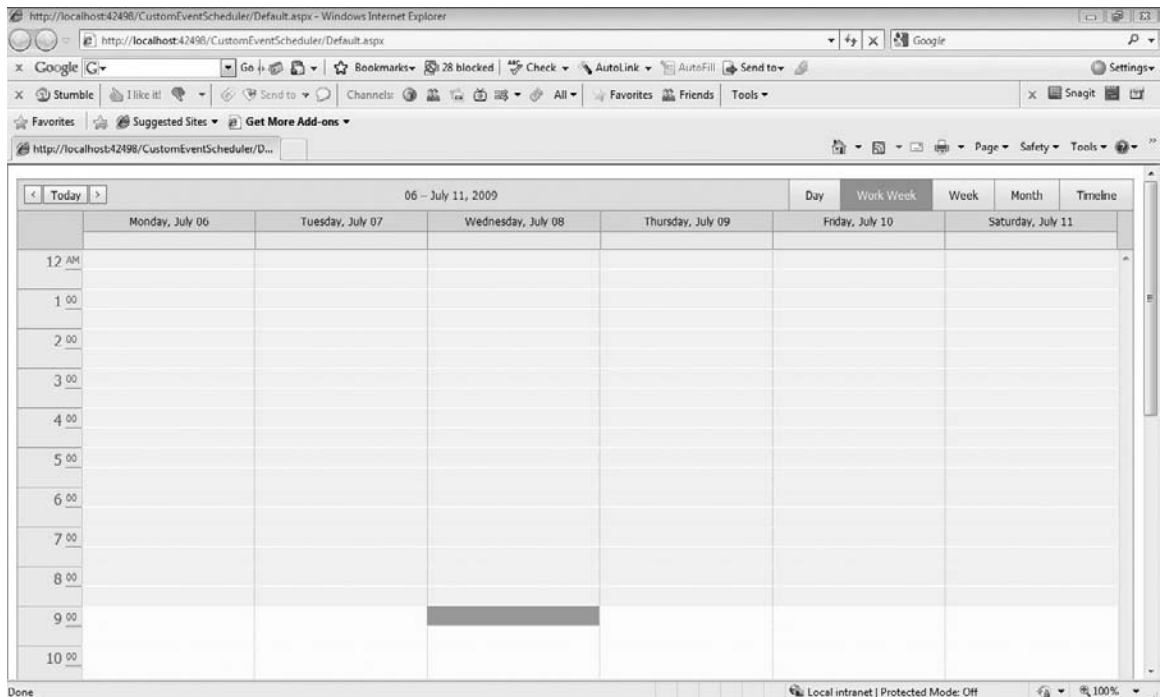 http://localhost:42498/CustomEventScheduler/Default.aspx - Windows Internet Explorer
http://localhost:42498/CustomEventScheduler/Default.aspx Google
x Google G Go Bookmarks 28 blocked Check AutoLink AutoFill Send to Settings
x Stumble I like it! Send to Channels: All Favorites Friends Tools x Snagit
Favorites Suggested Sites Get More Add-ons
http://localhost:42498/CustomEventScheduler/D... Page Safety Tools
< Today > 06 – July 11, 2009 Day Work Week Week Month Timeline
Monday, July 06 Tuesday, July 07 Wednesday, July 08 Thursday, July 09 Friday, July 10 Saturday, July 11
12 AM
1 00
2 00
3 00
4 00
5 00
6 00
7 00
8 00
9 00
10 00
Done Local intranet | Protected Mode: Off 100%